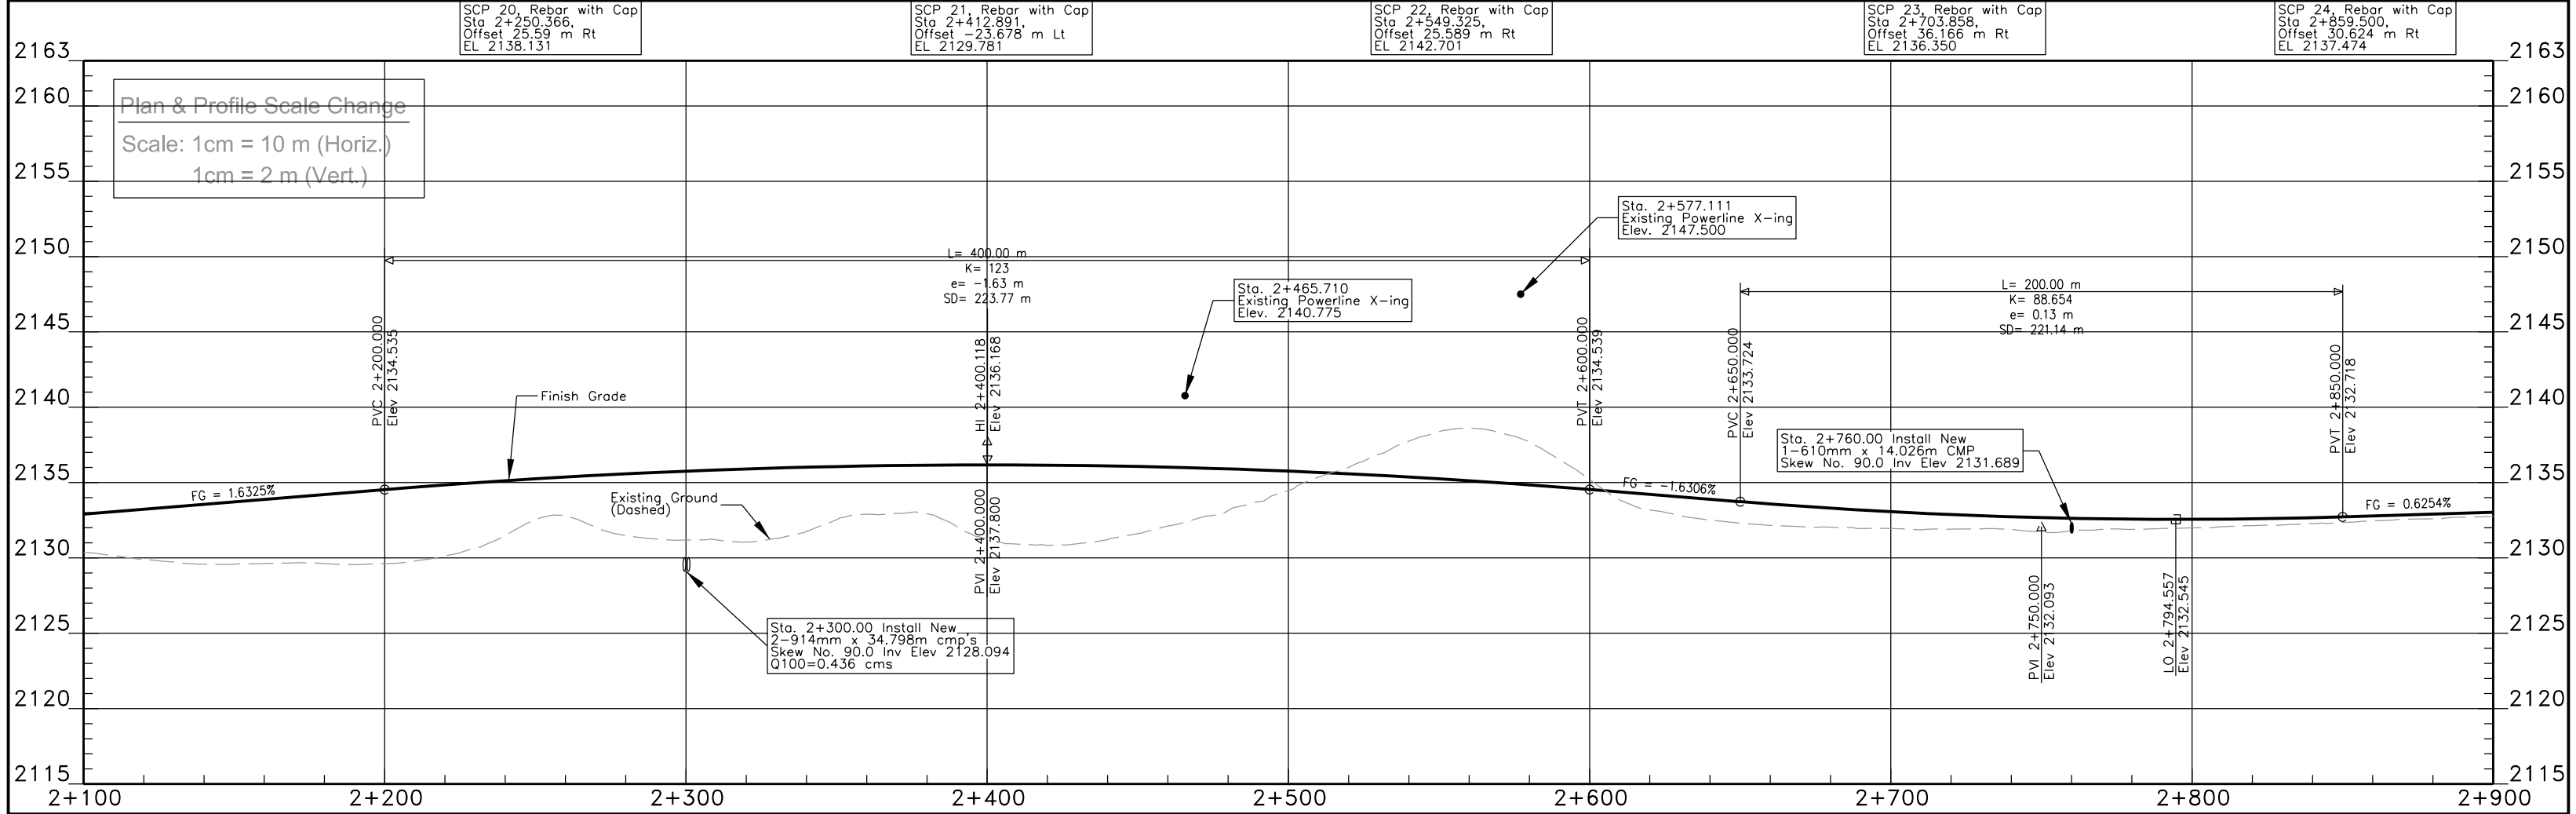 SCP 20, Rebar with Cap
Sta 2+250.366,
Offset 25.59 m Rt
EL 2138.131
SCP 21, Rebar with Cap
Sta 2+412.891,
Offset -23.678 m Lt
EL 2129.781
SCP 22, Rebar with Cap
Sta 2+549.325,
Offset 25.589 m Rt
EL 2142.701
SCP 23, Rebar with Cap
Sta 2+703.858,
Offset 36.166 m Rt
EL 2136.350
SCP 24, Rebar with Cap
Sta 2+859.500,
Offset 30.624 m Rt
EL 2137.474
2163
2160
2155
2150
2145
2140
2135
2130
2125
2120
2115
Plan & Profile Scale Change
Scale: 1cm = 10 m (Horiz.)
1cm = 2 m (Vert.)
L= 400.00 m
K= 123
e= -1.63 m
SD= 223.77 m
Sta. 2+577.111
Existing Powerline X-ing
Elev. 2147.500
Sta. 2+465.710
Existing Powerline X-ing
Elev. 2140.775
L= 200.00 m
K= 88.654
e= 0.13 m
SD= 221.14 m
PVC 2+200.000
Elev 2134.535
HI 2+400.118
Elev 2136.168
PVT 2+600.000
Elev 2134.539
PVC 2+650.000
Elev 2133.724
PVT 2+850.000
Elev 2132.718
Finish Grade
Sta. 2+760.00 Install New
1-610mm x 14.026m CMP
Skew No. 90.0 Inv Elev 2131.689
FG = 1.6325%
Existing Ground
(Dashed)
FG = -1.6306%
FG = 0.6254%
PVI 2+400.000
Elev 2137.800
PVI 2+750.000
Elev 2132.093
LO 2+794.557
Elev 2132.545
Sta. 2+300.00 Install New
2-914mm x 34.798m cmp's
Skew No. 90.0 Inv Elev 2128.094
Q100=0.436 cms
2163
2160
2155
2150
2145
2140
2135
2130
2125
2120
2115
2+100
2+200
2+300
2+400
2+500
2+600
2+700
2+800
2+900